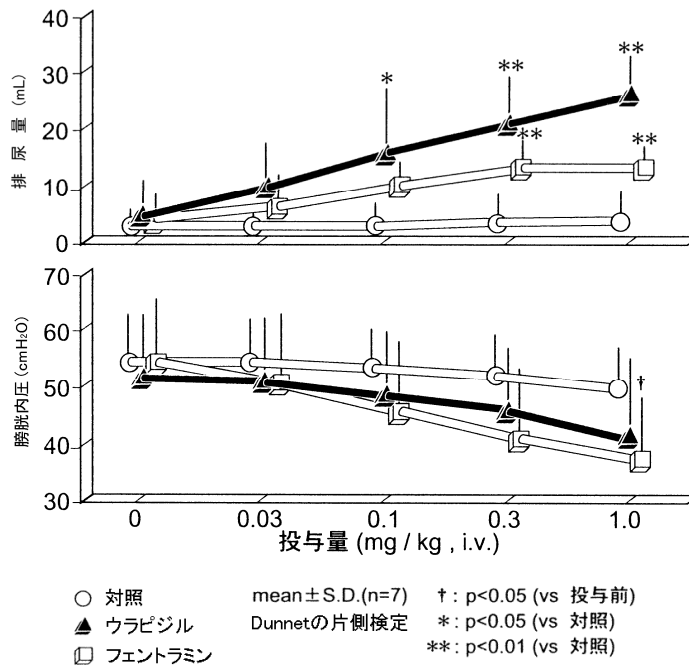 40
30
20
10
0
排尿量 (mL)
*
**
**
**
**
70
60
50
40
30
膀胱内圧 (cmH₂O)
†
0 0.03 0.1 0.3 1.0
投与量 (mg / kg , i.v.)
対照 mean±S.D.(n=7) † : p<0.05 (vs 投与前)
ウラピジル Dunnetの片側検定 * : p<0.05 (vs 対照)
フェントラミン ** : p<0.01 (vs 対照)